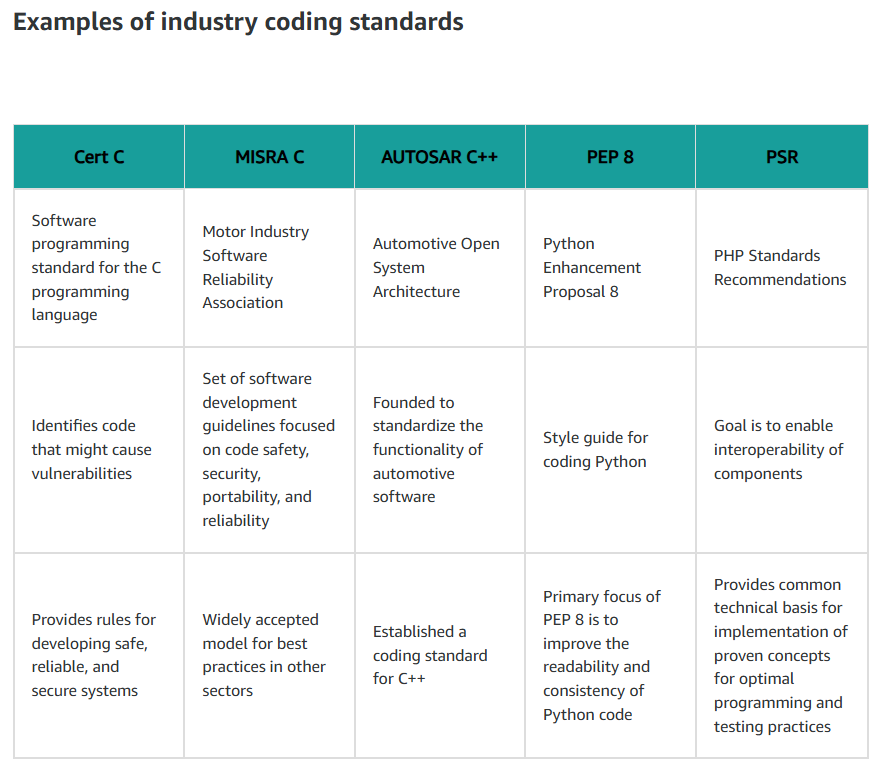 Examples of industry coding standards
Cert C
MISRA C
AUTOSAR C++
PEP 8
PSR
Software
programming
standard for the C
programming
language
Motor Industry
Software
Reliability
Association
Automotive Open
System
Architecture
Python
Enhancement
Proposal 8
PHP Standards
Recommendations
Identifies code
that might cause
vulnerabilities
Set of software
development
guidelines focused
on code safety,
security,
portability, and
reliability
Founded to
standardize the
functionality of
automotive
software
Style guide for
coding Python
Goal is to enable
interoperability of
components
Provides rules for
developing safe,
reliable, and
secure systems
Widely accepted
model for best
practices in other
sectors
Established a
coding standard
for C++
Primary focus of
PEP 8 is to
improve the
readability and
consistency of
Python code
Provides common
technical basis for
implementation of
proven concepts
for optimal
programming and
testing practices